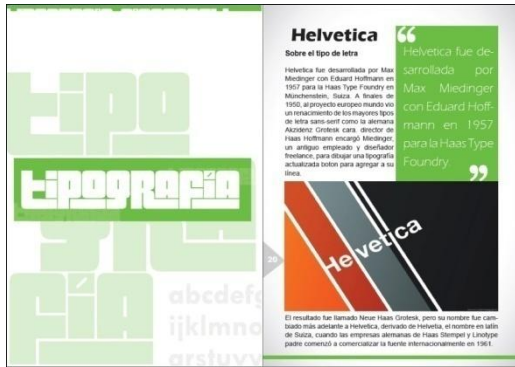 tipo
tipografía
gra
fía
abcdefg
ijklmno
qrstuvw
20
Helvetica
Sobre el tipo de letra
Helvetica fue desarrollada por Max
Miedinger con Eduard Hoffmann en
1957 para la Haas Type Foundry en
Münchenstein, Suiza. A finales de
1950, al proyecto europeo mundo vio
un renacimiento de los mayores tipos
de letra sans-serif como la alemana
Akzidenz Grotesk cara. director de
Haas Hoffmann encargó Miedinger,
un antiguo empleado y diseñador
freelance, para dibujar una tipografía
actualizada boton para agregar a su
línea.
“
Helvetica fue de-
sarrollada por
Max Miedinger
con Eduard Hoff-
mann en 1957
para la Haas Type
Foundry.
”
Helvetica
El resultado fue llamado Neue Haas Grotesk, pero su nombre fue cam-
biado más adelante a Helvetica, derivado de Helvetia, el nombre en latín
de Suiza, cuando las empresas alemanas de Haas Stempel y Linotype
padre comenzó a comercializar la fuente internacionalmente en 1961.